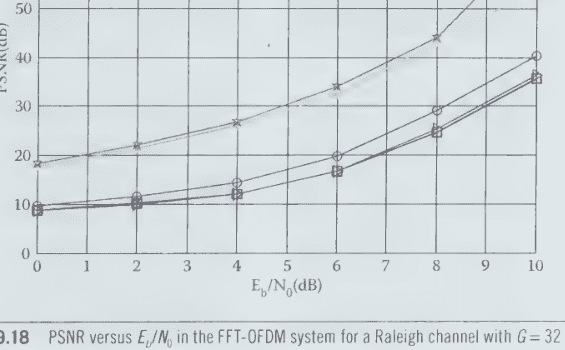 50
PSNR(dB)
40
30
20
10
0
0 1 2 3 4 5 6 7 8 9 10
E_b/N_0(dB)
9.18 PSNR versus E_b/N_0 in the FFT-OFDM system for a Raleigh channel with G = 32